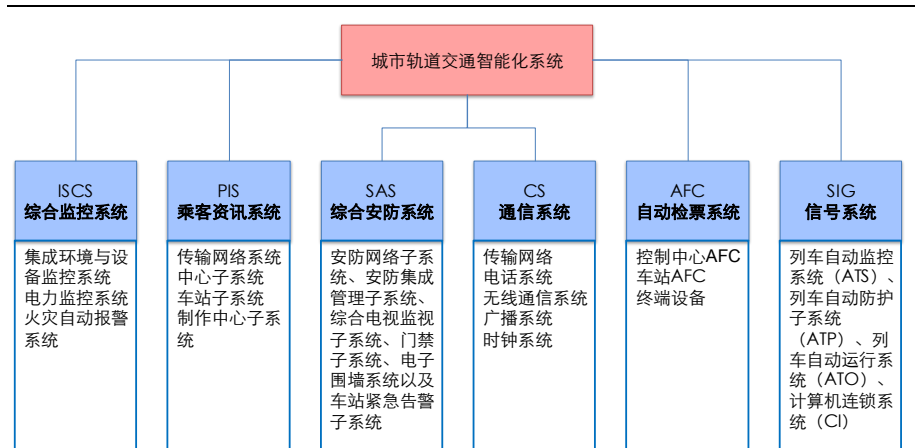 城市轨道交通智能化系统
ISCS
综合监控系统
集成环境与设
备监控系统
电力监控系统
火灾自动报警
系统
PIS
乘客资讯系统
传输网络系统
中心子系统
车站子系统
制作中心子系
统
SAS
综合安防系统
安防网络子系
统、安防集成
管理子系统、
综合电视监视
子系统、门禁
子系统、电子
围墙系统以及
车站紧急告警
子系统
CS
通信系统
传输网络
电话系统
无线通信系统
广播系统
时钟系统
AFC
自动检票系统
控制中心AFC
车站AFC
终端设备
SIG
信号系统
列车自动监控
系统（ATS）、
列车自动防护
子系统
（ATP）、列
车自动运行系
统（ATO）、
计算机连锁系
统（CI）